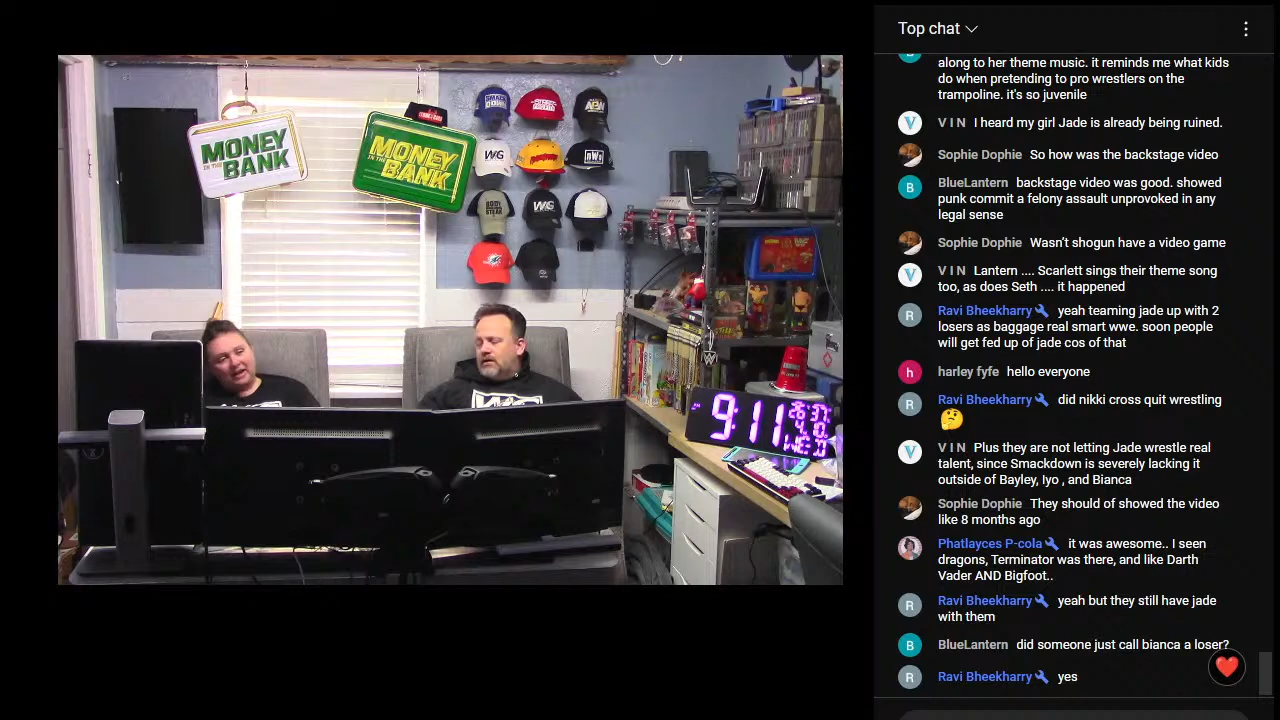 Top chat
along to her theme music. it reminds me what kids
do when pretending to pro wrestlers on the
trampoline. it's so juvenile
V I N I heard my girl Jade is already being ruined.
Sophie Dophie So how was the backstage video
BlueLantern backstage video was good. showed
punk commit a felony assault unprovoked in any
legal sense
Sophie Dophie Wasn't shogun have a video game
V I N Lantern .... Scarlett sings their theme song
too, as does Seth .... it happened
Ravi Bheekharry yeah teaming jade up with 2
losers as baggage real smart wwe. soon people
will get fed up of jade cos of that
harley fyfe hello everyone
Ravi Bheekharry did nikki cross quit wrestling
🤔
V I N Plus they are not letting Jade wrestle real
talent, since Smackdown is severely lacking it
outside of Bayley, Iyo , and Bianca
Sophie Dophie They should of showed the video
like 8 months ago
Phatlayces P-cola it was awesome.. I seen
dragons, Terminator was there, and like Darth
Vader AND Bigfoot..
Ravi Bheekharry yeah but they still have jade
with them
BlueLantern did someone just call bianca a loser?
Ravi Bheekharry yes
MONEY
IN THE
BANK
MONEY
IN THE
BANK
WG
nWo
WG
9:11